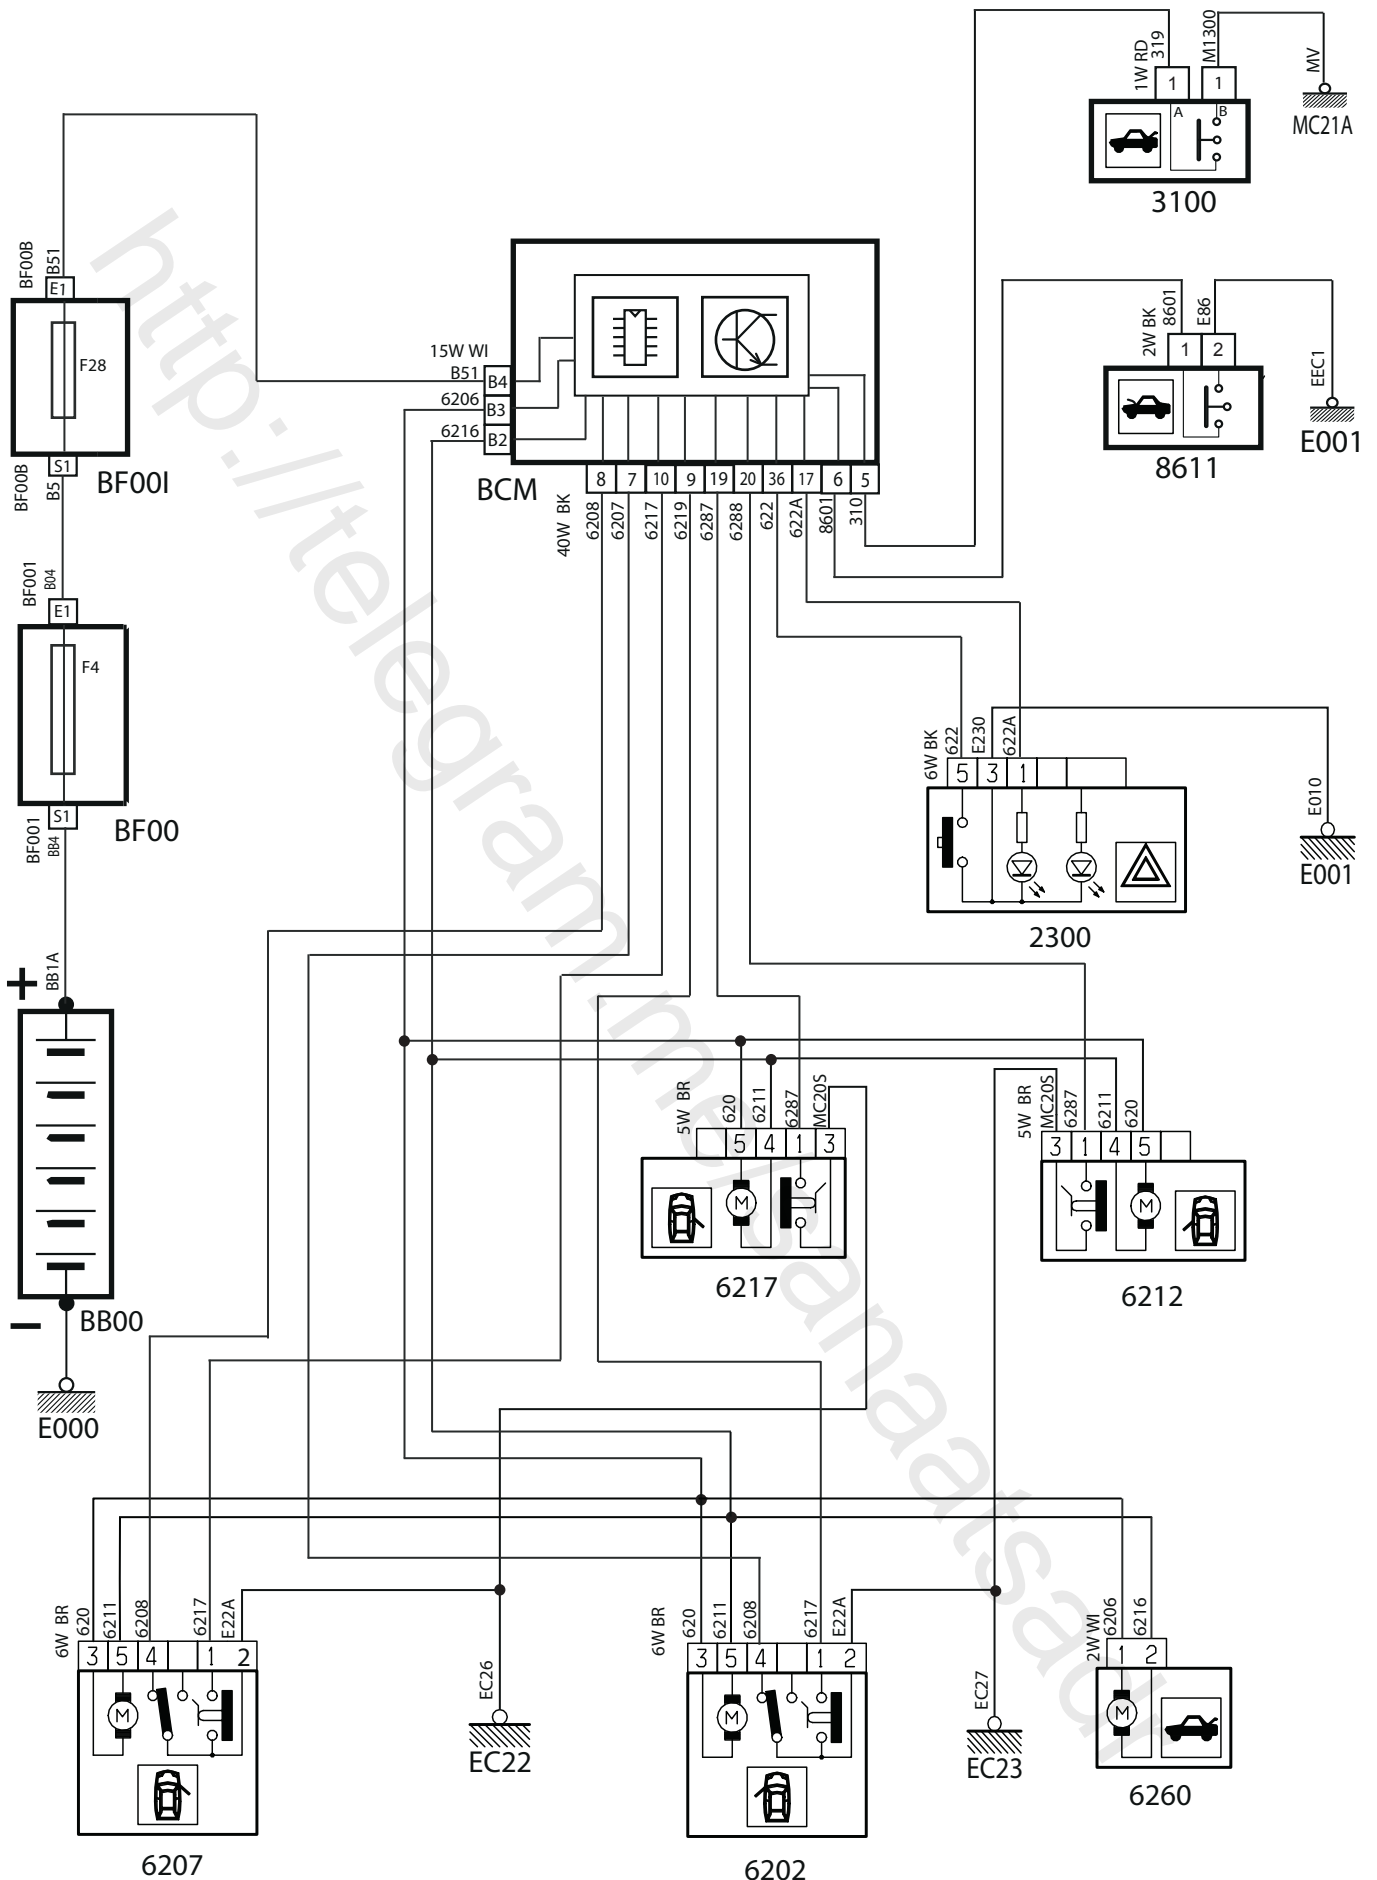 1W RD
319
M1300
MV
1
1
A
B
MC21A
3100
BF00B
B51
E1
F28
S1
BF00B
B5
BF00I
15W WI
B51
B4
6206
B3
6216
B2
BCM
8
7
10
9
19
20
36
17
6
5
40W BK
6208
6207
6217
6219
6287
6288
622
622A
8601
310
2W BK
8601
E86
1
2
EEC1
E001
8611
BF001
B04
E1
F4
S1
BF001
BB4
BF00
6W BK
622
E230
622A
5
3
1
E010
E001
2300
+
BB1A
BB00
E000
5W BR
620
6211
6287
MC20S
5
4
1
3
M
6217
5W BR
MC20S
6287
6211
620
3
1
4
5
M
6212
6W BR
620
6211
6208
6217
E22A
3
5
4
1
2
M
6207
EC26
EC22
6W BR
620
6211
6208
6217
E22A
3
5
4
1
2
M
6202
EC27
EC23
2W WI
6206
6216
1
2
M
6260
http://telegram.me/sanaatsadr